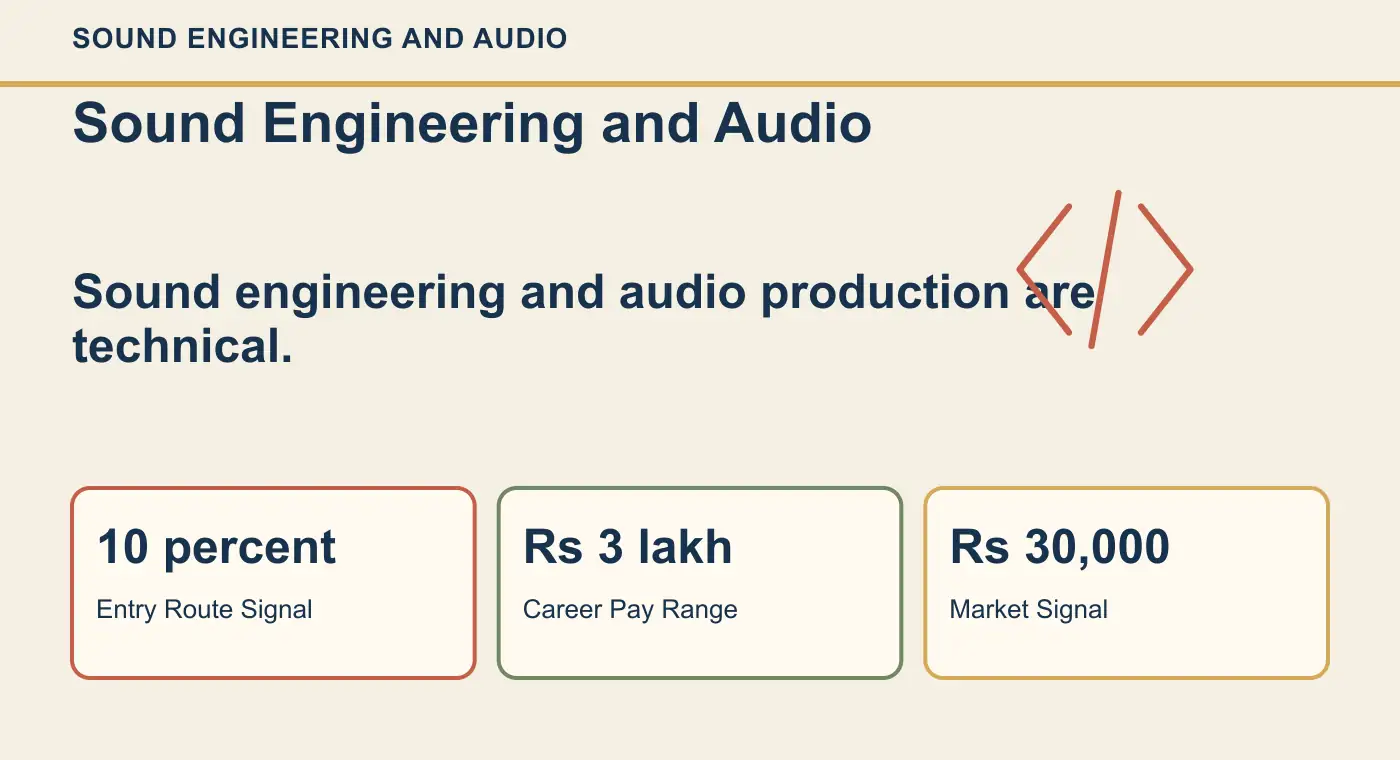 SOUND ENGINEERING AND AUDIO
Sound Engineering and Audio
Sound engineering and audio production are
technical.
10 percent
Entry Route Signal
Rs 3 lakh
Career Pay Range
Rs 30,000
Market Signal